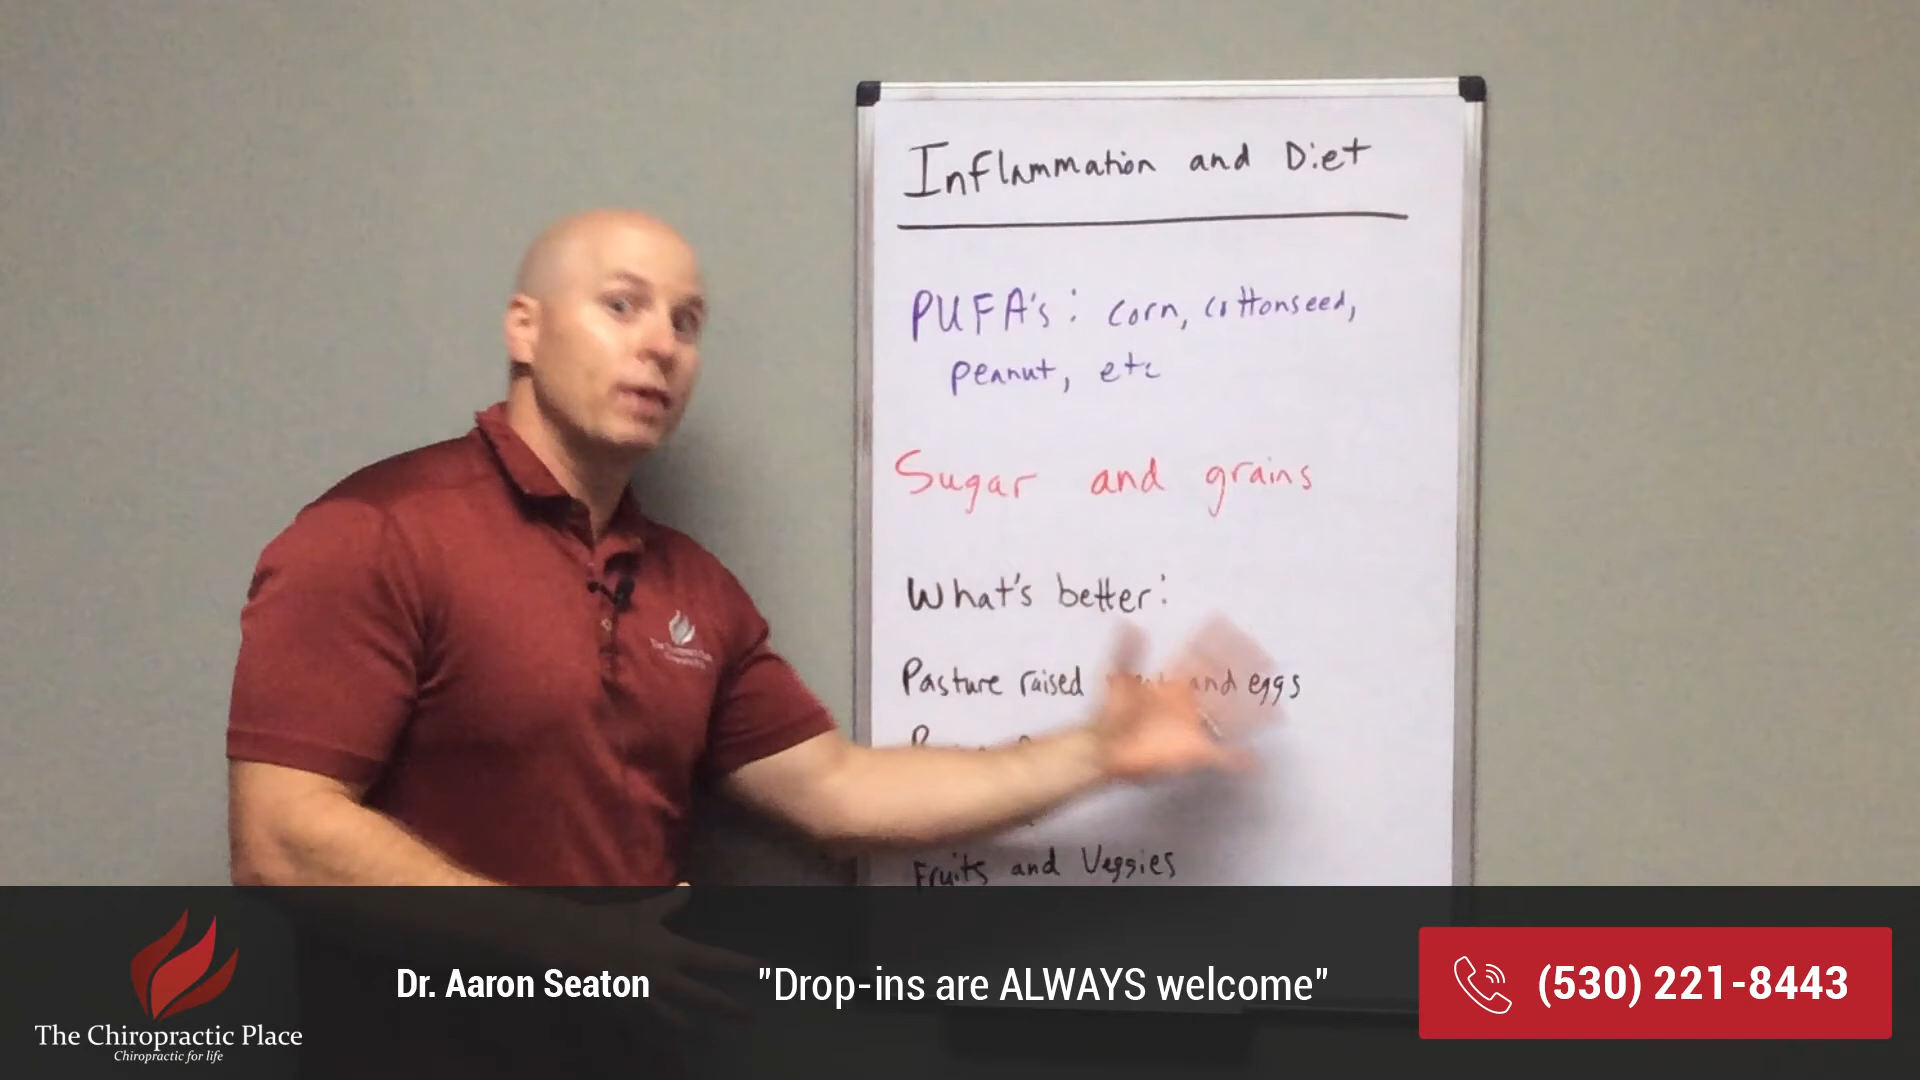 Inflammation and Diet
PUFA's: corn, cottonseed,
peanut, etc
Sugar and grains
What's better:
Pasture raised and eggs
Fruits and Veggies
The Chiropractic Place
Chiropractic for life
Dr. Aaron Seaton
"Drop-ins are ALWAYS welcome"
(530) 221-8443